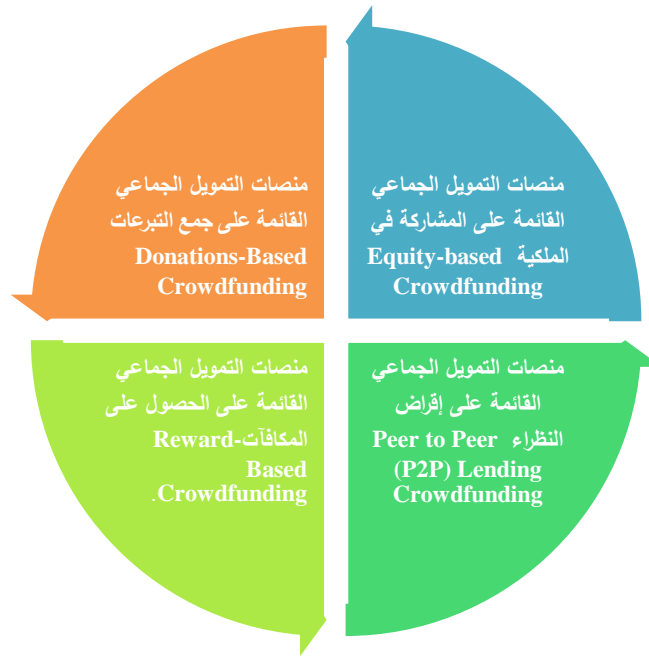 منصات التمويل الجماعي
القائمة على المشاركة في
الملكية Equity-based
Crowdfunding
منصات التمويل الجماعي
القائمة على جمع التبرعات
Donations-Based
Crowdfunding
منصات التمويل الجماعي
القائمة على إقراض
النظراء Peer to Peer
(P2P) Lending
Crowdfunding
منصات التمويل الجماعي
القائمة على الحصول على
المكافآت-Reward
Based
Crowdfunding.